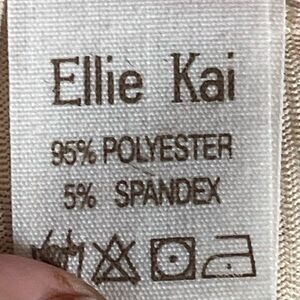 Ellie Kai
95% POLYESTER
5% SPANDEX